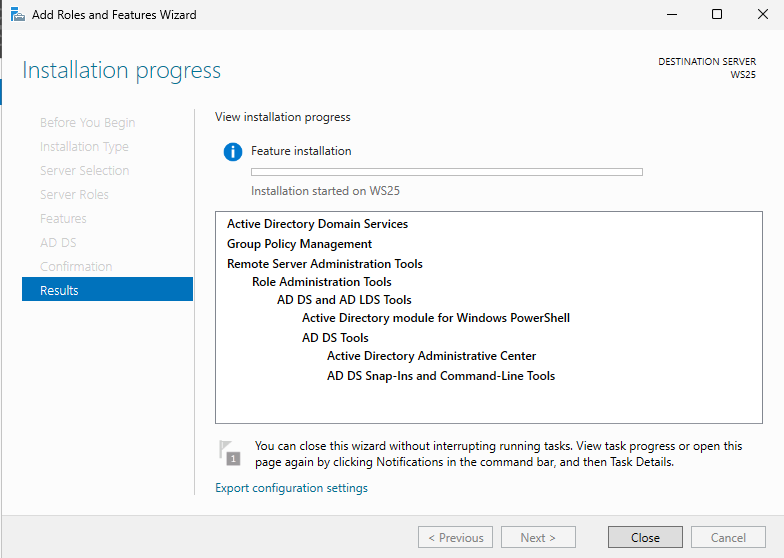 Add Roles and Features Wizard
Installation progress
DESTINATION SERVER
WS25
Before You Begin
Installation Type
Server Selection
Server Roles
Features
AD DS
Confirmation
Results
View installation progress
Feature installation
Installation started on WS25
Active Directory Domain Services
Group Policy Management
Remote Server Administration Tools
Role Administration Tools
AD DS and AD LDS Tools
Active Directory module for Windows PowerShell
AD DS Tools
Active Directory Administrative Center
AD DS Snap-Ins and Command-Line Tools
1
You can close this wizard without interrupting running tasks. View task progress or open this
page again by clicking Notifications in the command bar, and then Task Details.
Export configuration settings
< Previous
Next >
Close
Cancel